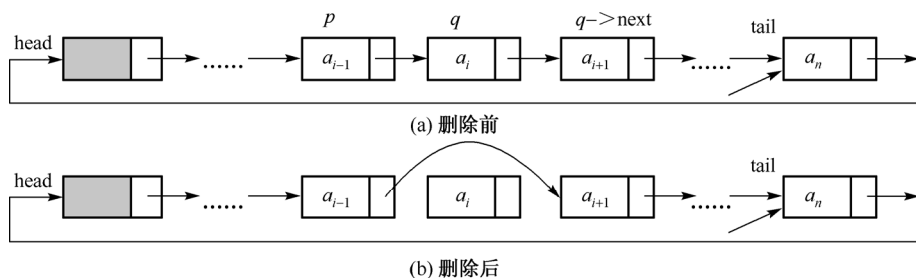 p q q->next
head tail
...... a_{i-1} a_i a_{i+1} ...... a_n
(a) 删除前
head tail
...... a_{i-1} a_i a_{i+1} ...... a_n
(b) 删除后